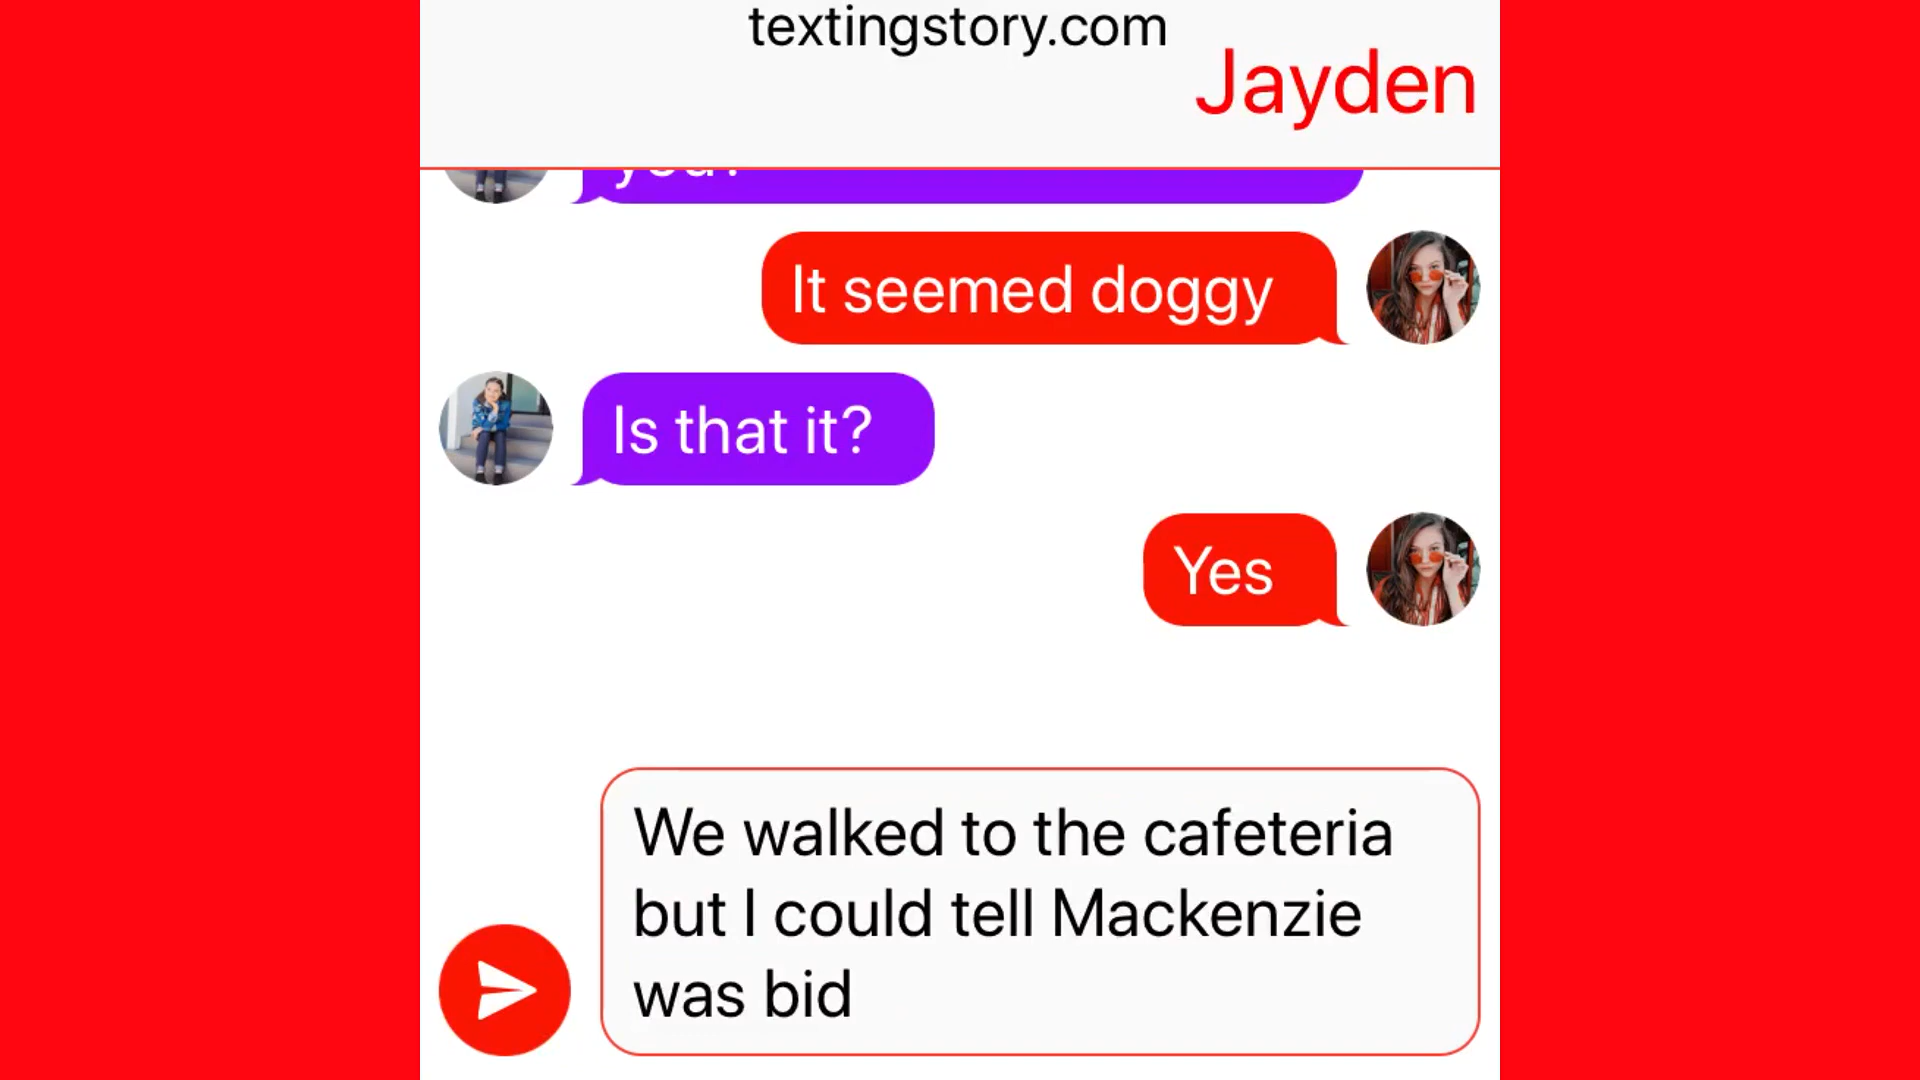 textingstory.com
Jayden
you?
It seemed doggy
Is that it?
Yes
We walked to the cafeteria
but I could tell Mackenzie
was bid